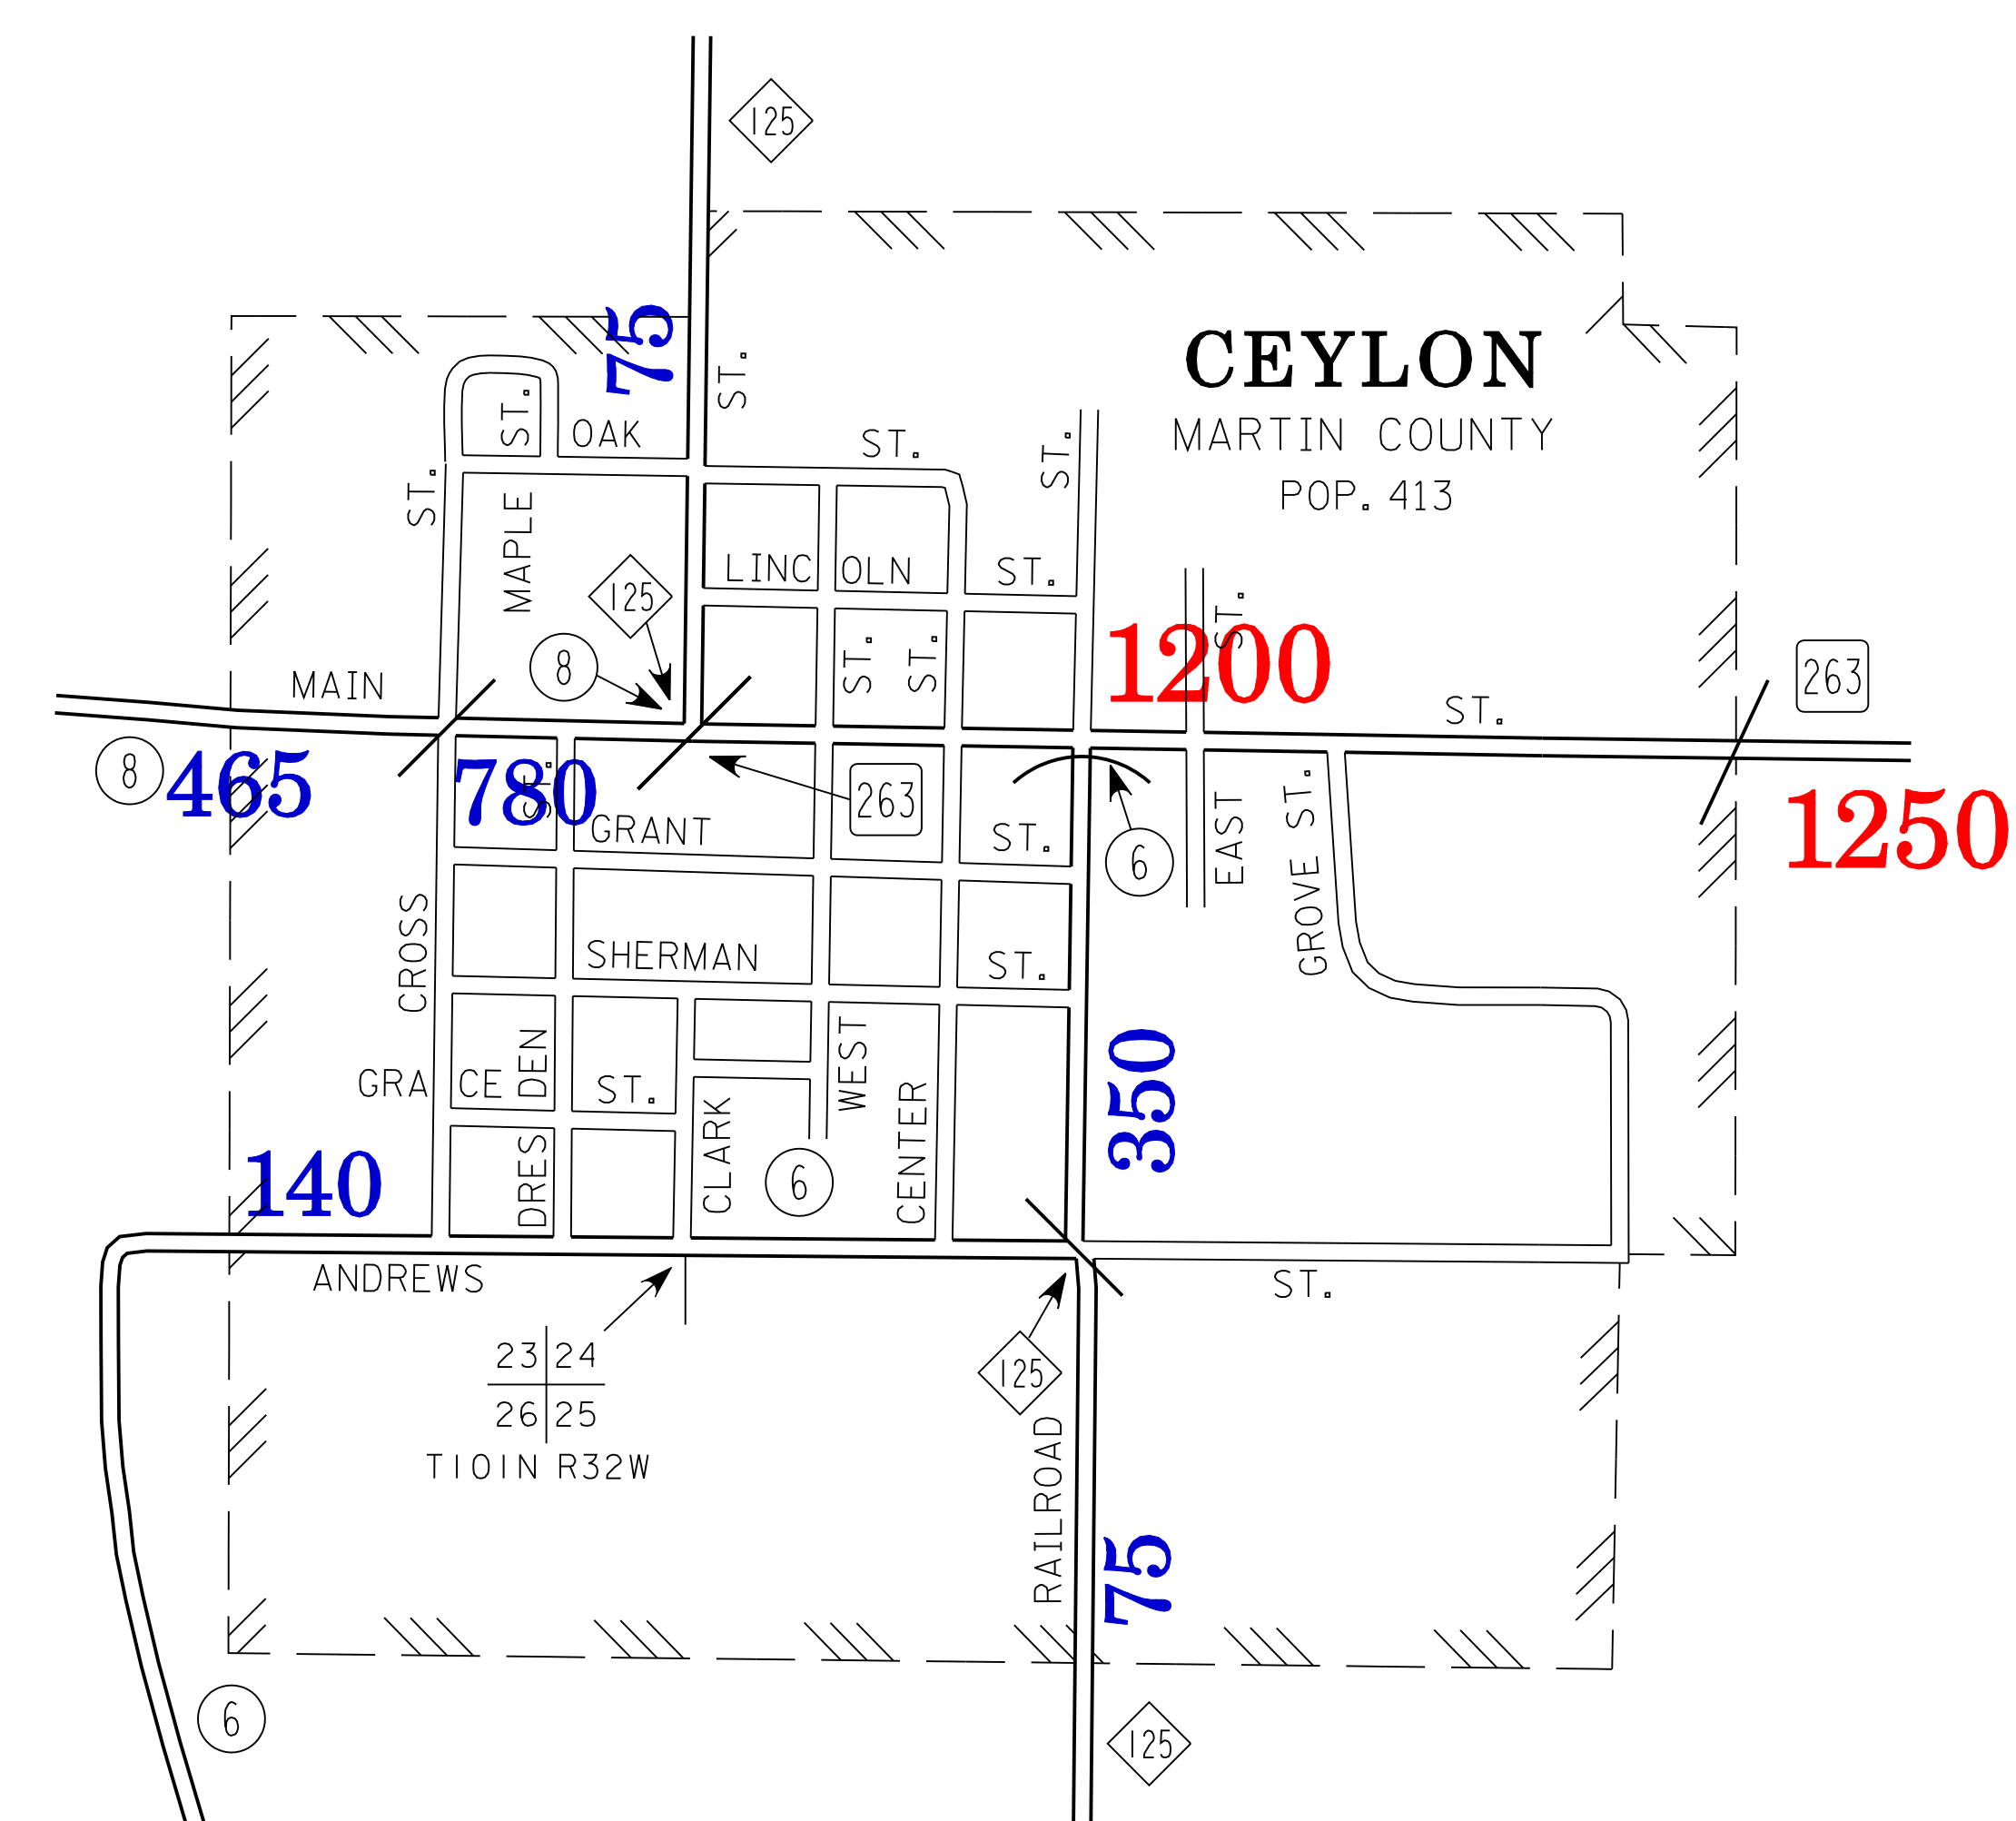 125
75
ST.
CEYLON
MARTIN COUNTY
POP. 413
ST.
OAK
ST.
ST.
ST.
MAPLE
LINC OLN ST.
125
8
ST.
ST.
1200
ST.
263
MAIN
ST.
8
465
780
ST.
263
1250
GRANT ST.
6
EAST
GROVE ST.
CROSS
SHERMAN ST.
GRA CE ST.
DRES DEN
CLARK
WEST
CENTER
6
350
140
ANDREWS ST.
23 24
26 25
T101N R32W
125
RAILROAD
75
6
125